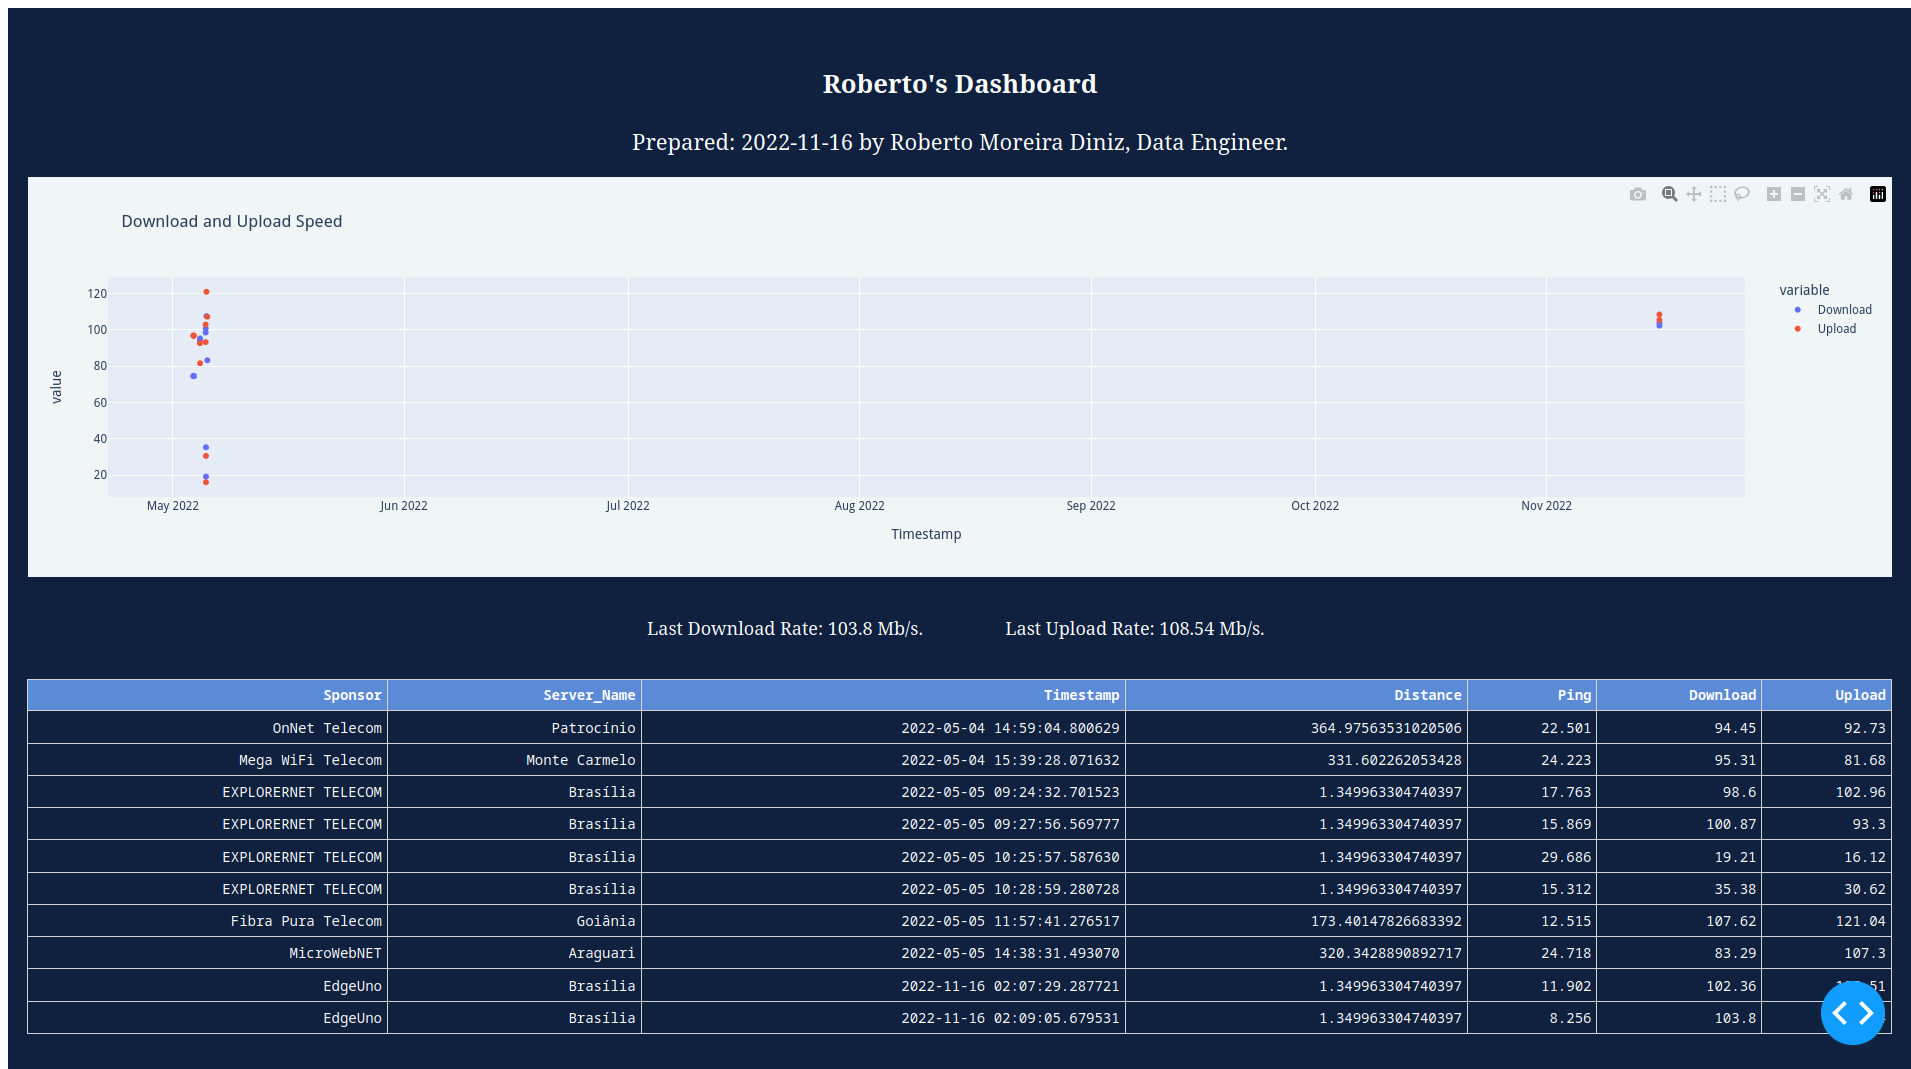 Roberto's Dashboard
Prepared: 2022-11-16 by Roberto Moreira Diniz, Data Engineer.
Download and Upload Speed
value
120
100
80
60
40
20
May 2022 Jun 2022 Jul 2022 Aug 2022 Sep 2022 Oct 2022 Nov 2022
Timestamp
variable
Download
Upload
Last Download Rate: 103.8 Mb/s. Last Upload Rate: 108.54 Mb/s.
Sponsor Server_Name Timestamp Distance Ping Download Upload
OnNet Telecom Patrocínio 2022-05-04 14:59:04.800629 364.97563531020506 22.501 94.45 92.73
Mega WiFi Telecom Monte Carmelo 2022-05-04 15:39:28.071632 331.602262053428 24.223 95.31 81.68
EXPLORERNET TELECOM Brasília 2022-05-05 09:24:32.701523 1.349963304740397 17.763 98.6 102.96
EXPLORERNET TELECOM Brasília 2022-05-05 09:27:56.569777 1.349963304740397 15.869 100.87 93.3
EXPLORERNET TELECOM Brasília 2022-05-05 10:25:57.587630 1.349963304740397 29.686 19.21 16.12
EXPLORERNET TELECOM Brasília 2022-05-05 10:28:59.280728 1.349963304740397 15.312 35.38 30.62
Fibra Pura Telecom Goiânia 2022-05-05 11:57:41.276517 173.40147826683392 12.515 107.62 121.04
MicroWebNET Araguari 2022-05-05 14:38:31.493070 320.3428890892717 24.718 83.29 107.3
EdgeUno Brasília 2022-11-16 02:07:29.287721 1.349963304740397 11.902 102.36
EdgeUno Brasília 2022-11-16 02:09:05.679531 1.349963304740397 8.256 103.8